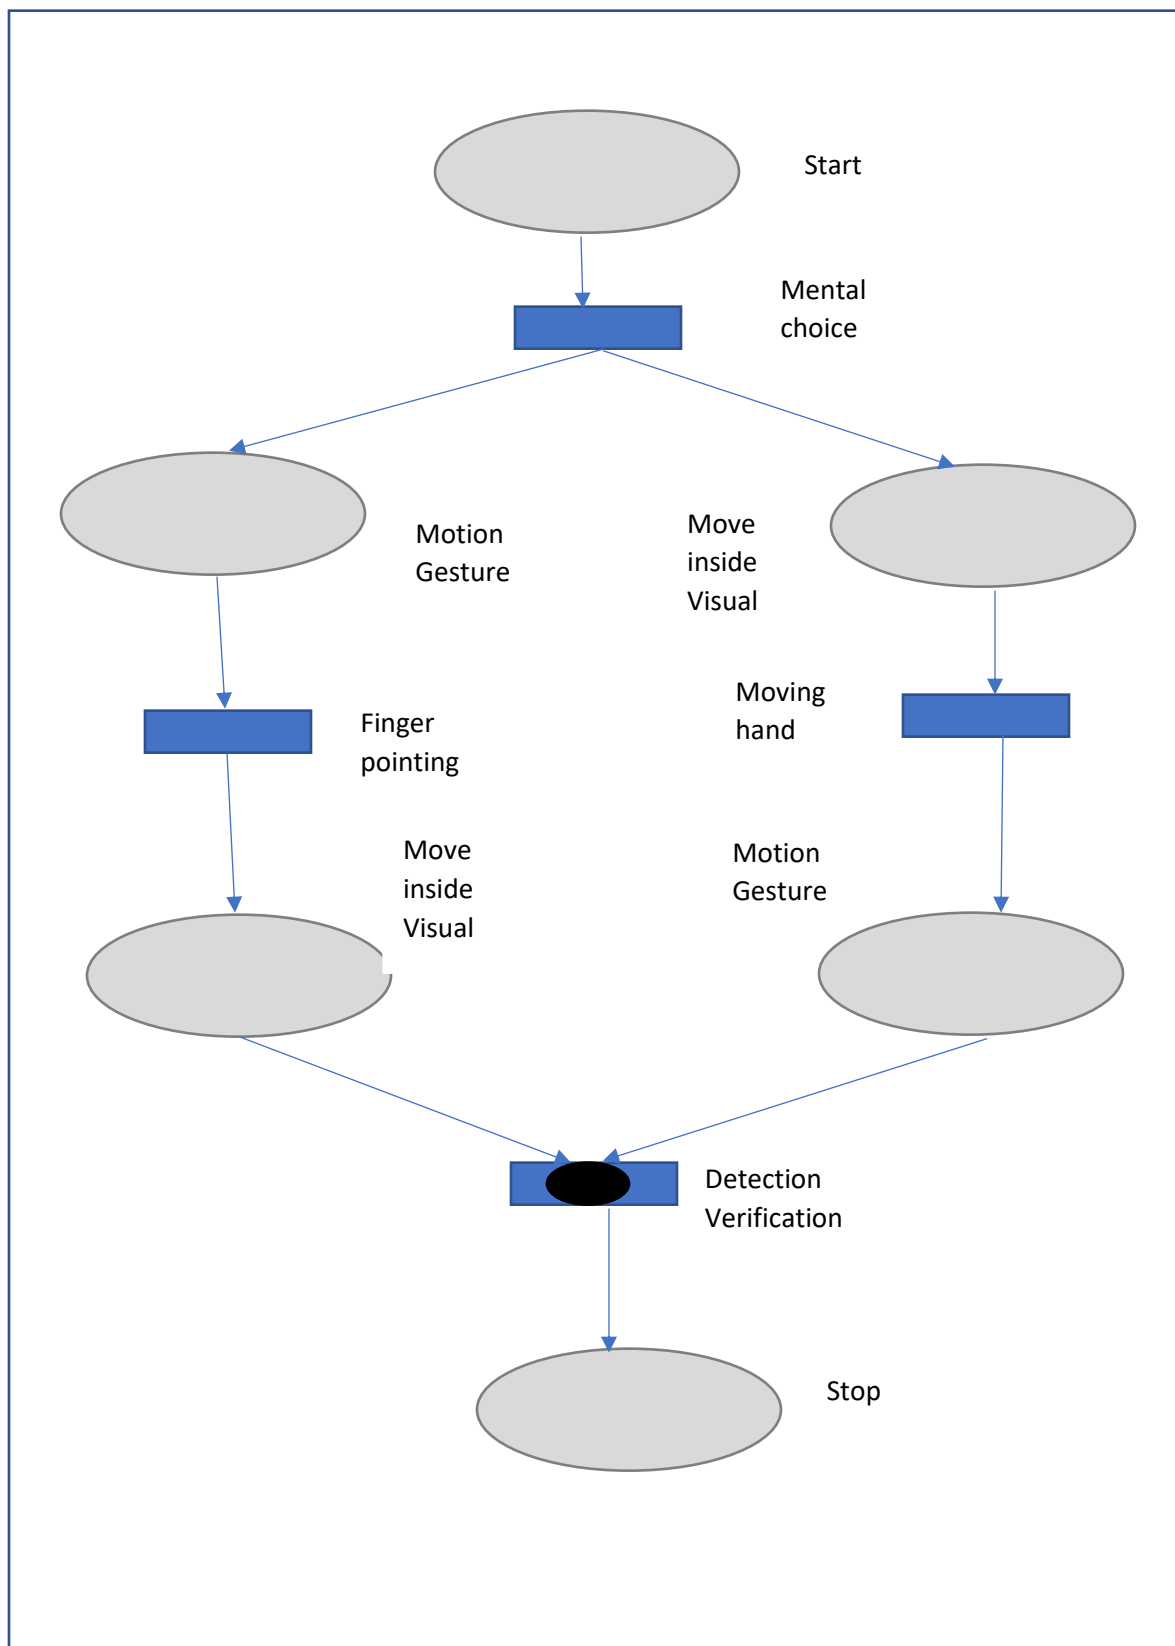 Start
Mental
choice
Motion
Gesture
Move
inside
Visual
Finger
pointing
Moving
hand
Move
inside
Visual
Motion
Gesture
Detection
Verification
Stop